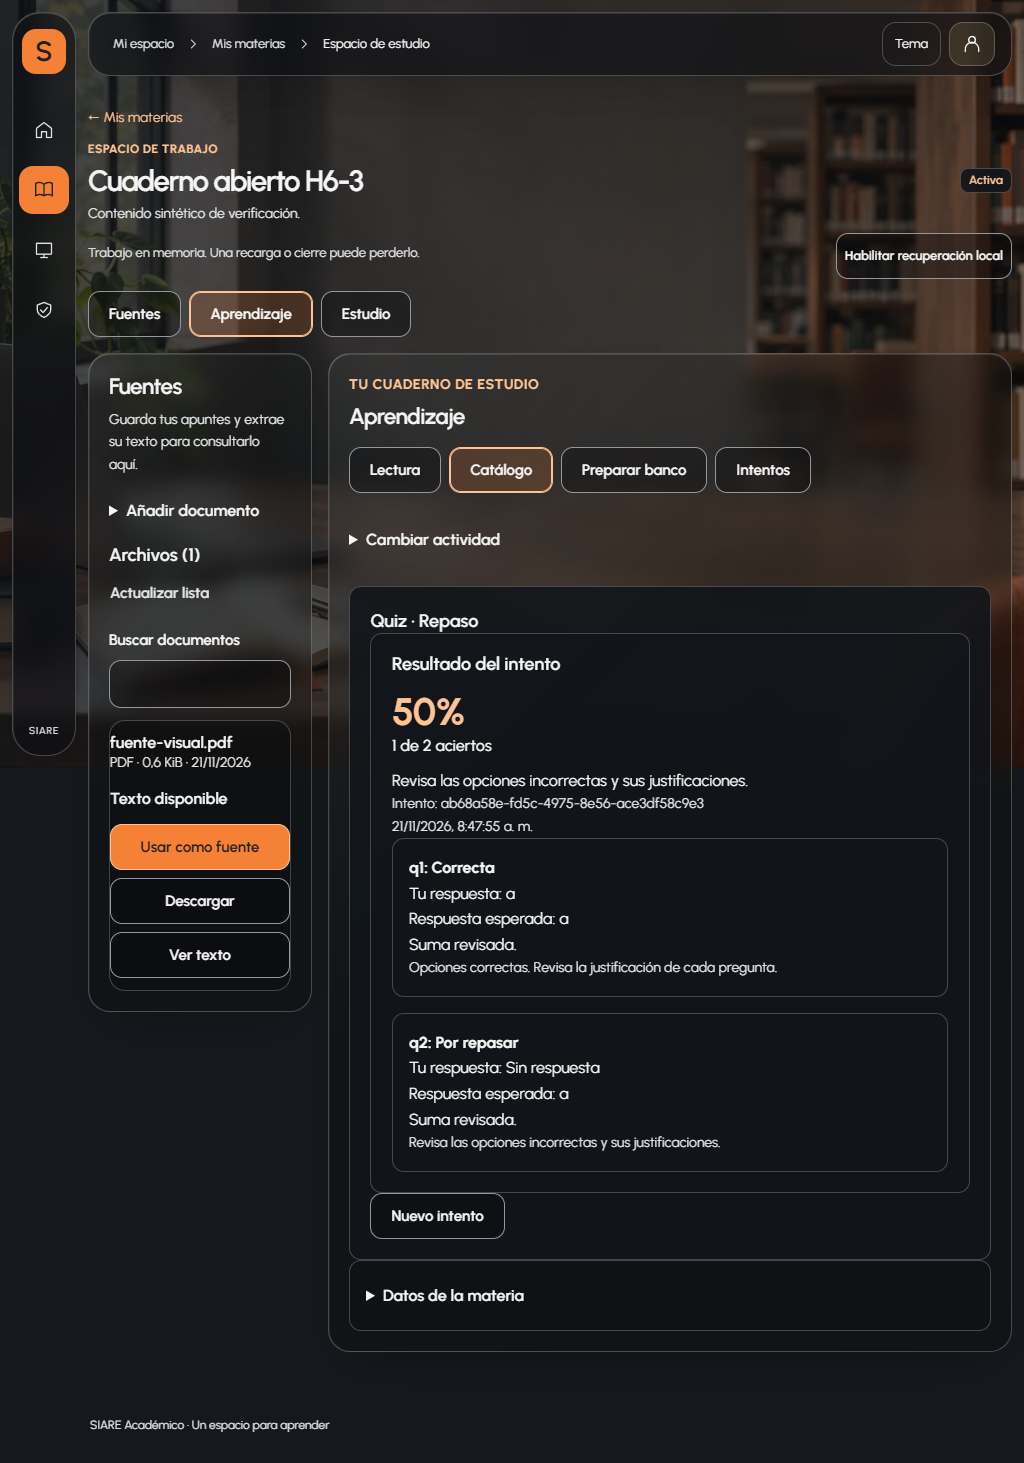 S
Mi espacio > Mis materias > Espacio de estudio
Tema
← Mis materias
ESPACIO DE TRABAJO
Cuaderno abierto H6-3
Activa
Contenido sintético de verificación.
Trabajo en memoria. Una recarga o cierre puede perderlo.
Habilitar recuperación local
Fuentes
Aprendizaje
Estudio
Fuentes
Guarda tus apuntes y extrae
su texto para consultarlo
aquí.
Añadir documento
Archivos (1)
Actualizar lista
Buscar documentos
fuente-visual.pdf
PDF · 0,6 KiB · 21/11/2026
Texto disponible
Usar como fuente
Descargar
Ver texto
TU CUADERNO DE ESTUDIO
Aprendizaje
Lectura
Catálogo
Preparar banco
Intentos
Cambiar actividad
Quiz · Repaso
Resultado del intento
50%
1 de 2 aciertos
Revisa las opciones incorrectas y sus justificaciones.
Intento: ab68a58e-fd5c-4975-8e56-ace3df58c9e3
21/11/2026, 8:47:55 a. m.
q1: Correcta
Tu respuesta: a
Respuesta esperada: a
Suma revisada.
Opciones correctas. Revisa la justificación de cada pregunta.
q2: Por repasar
Tu respuesta: Sin respuesta
Respuesta esperada: a
Suma revisada.
Revisa las opciones incorrectas y sus justificaciones.
Nuevo intento
Datos de la materia
SIARE
SIARE Académico · Un espacio para aprender